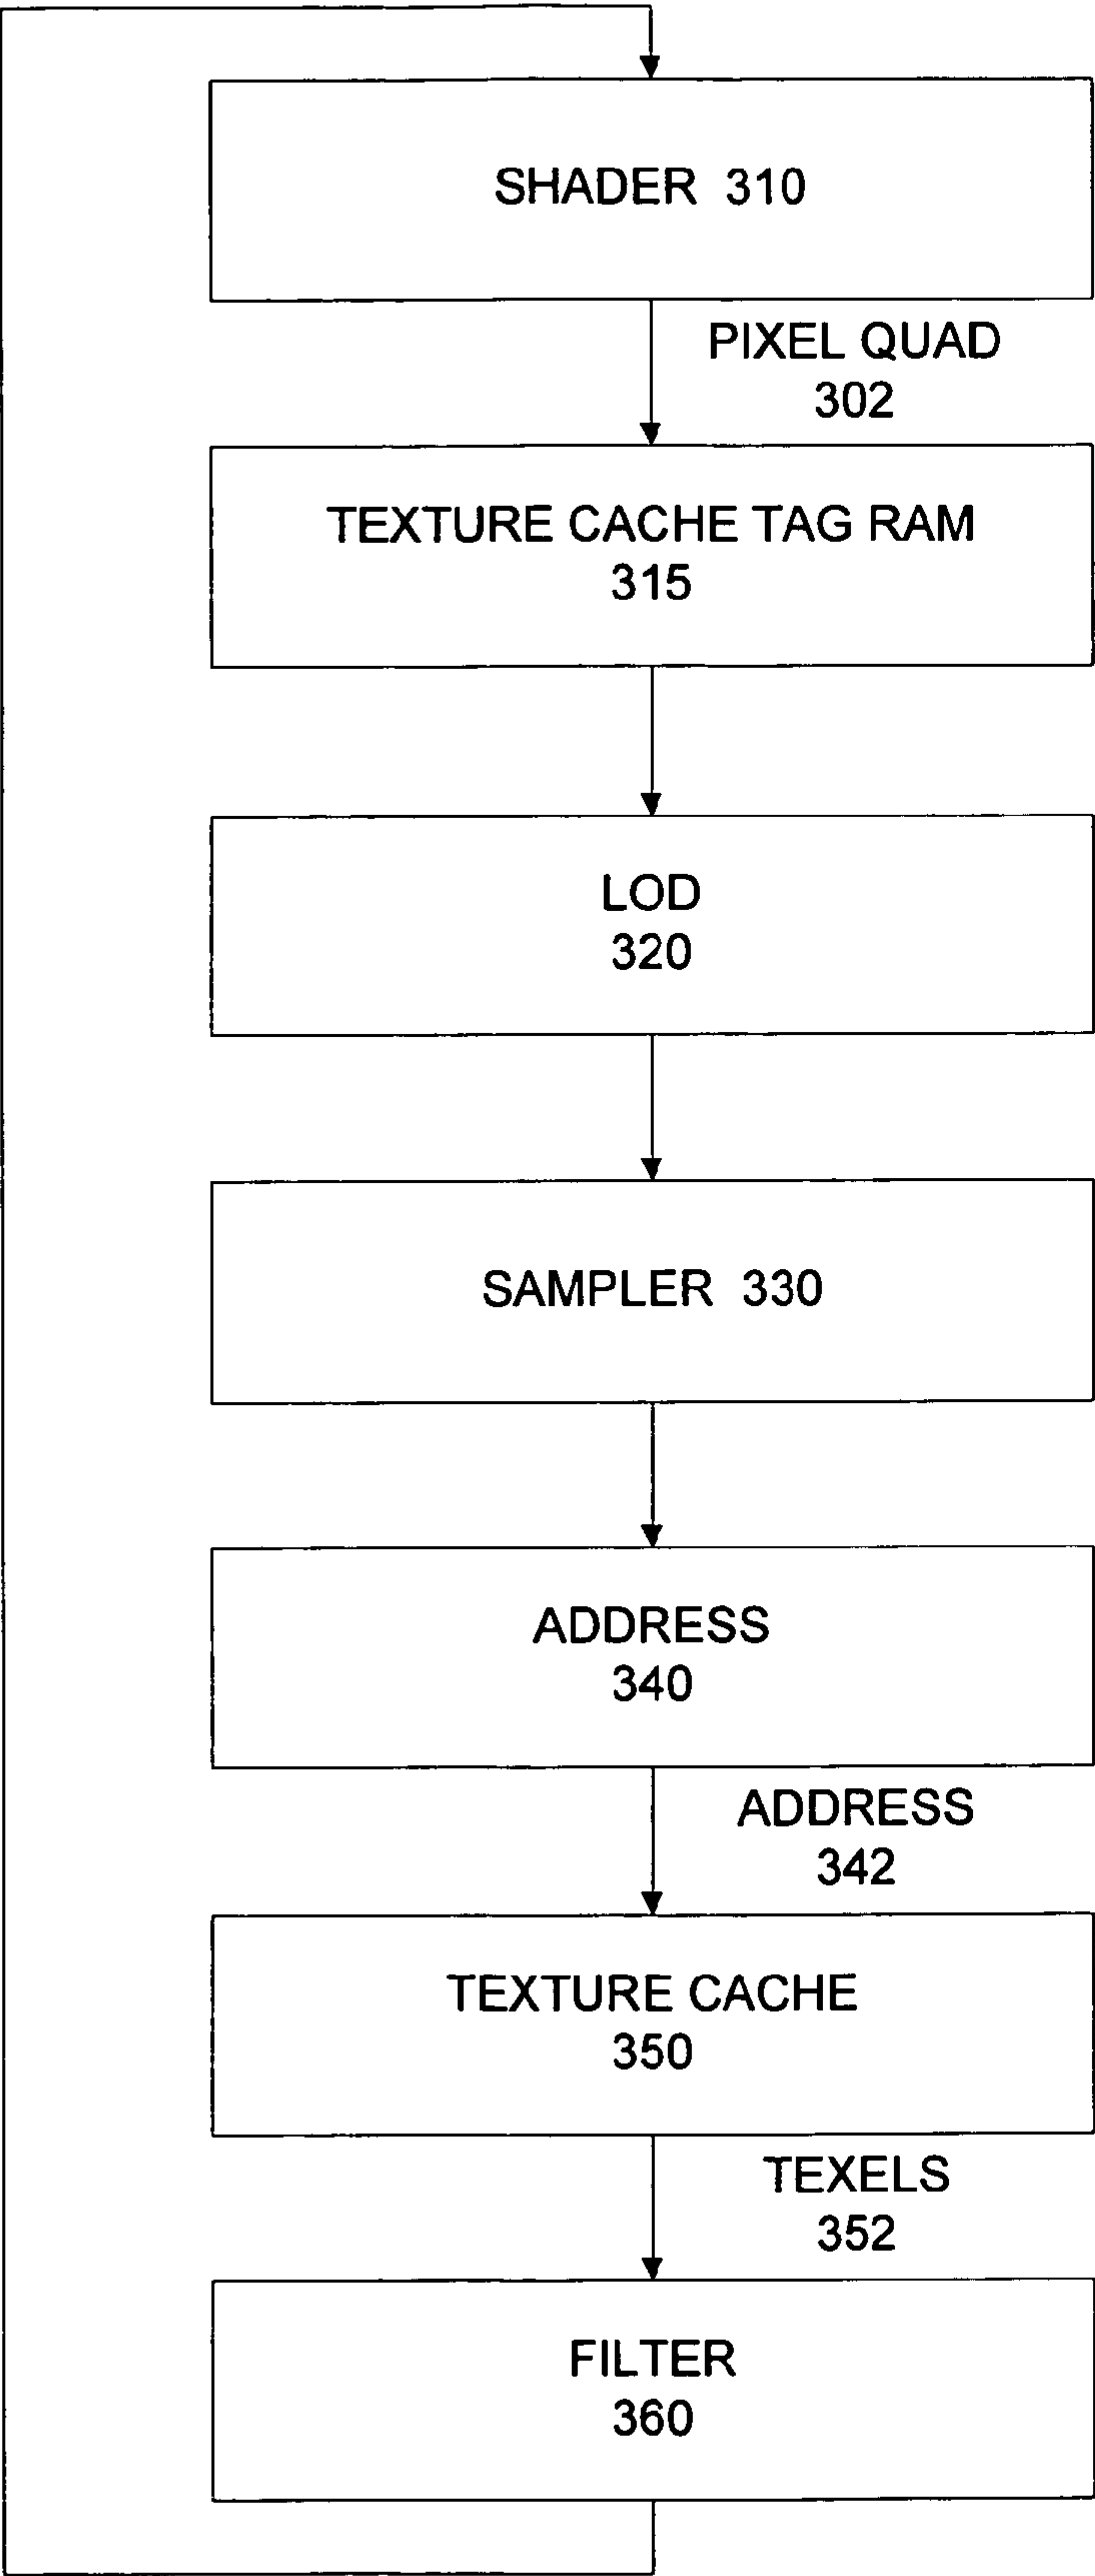 SHADER 310
PIXEL QUAD
302
TEXTURE CACHE TAG RAM
315
LOD
320
SAMPLER 330
ADDRESS
340
ADDRESS
342
TEXTURE CACHE
350
TEXELS
352
FILTER
360